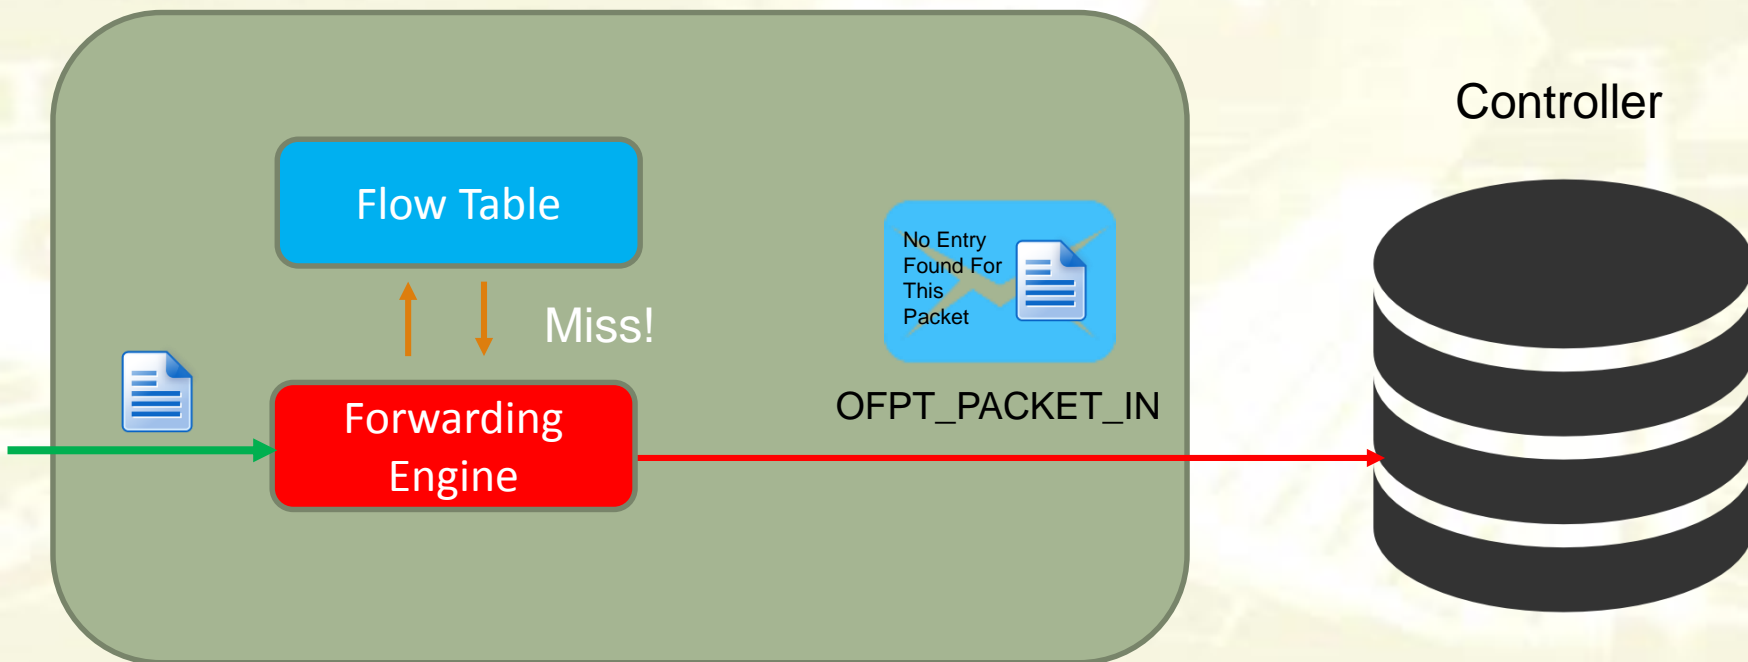 Controller
Flow Table
No Entry
Found For
This
Packet
Miss!
Forwarding
Engine
OFPT_PACKET_IN